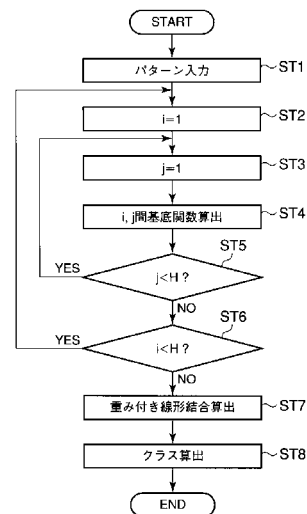 START
パターン入力
ST1
i=1
ST2
j=1
ST3
i, j間基底関数算出
ST4
ST5
YES
j<H ?
NO
ST6
YES
i<H ?
NO
重み付き線形結合算出
ST7
クラス算出
ST8
END